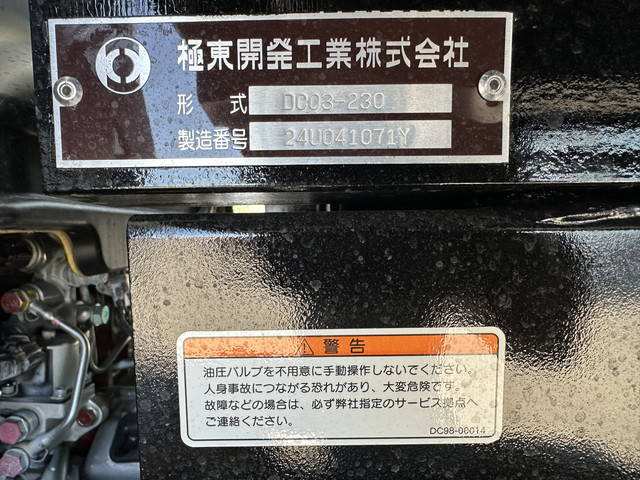 極東開発工業株式会社
形 式 DC03-230
製造番号 24U041071Y
警告
油圧バルブを不用意に手動操作しないでください。
人身事故につながる恐れがあり、大変危険です。
故障などの場合は、必ず弊社指定のサービス拠点へ
ご連絡ください。
DC98-00014